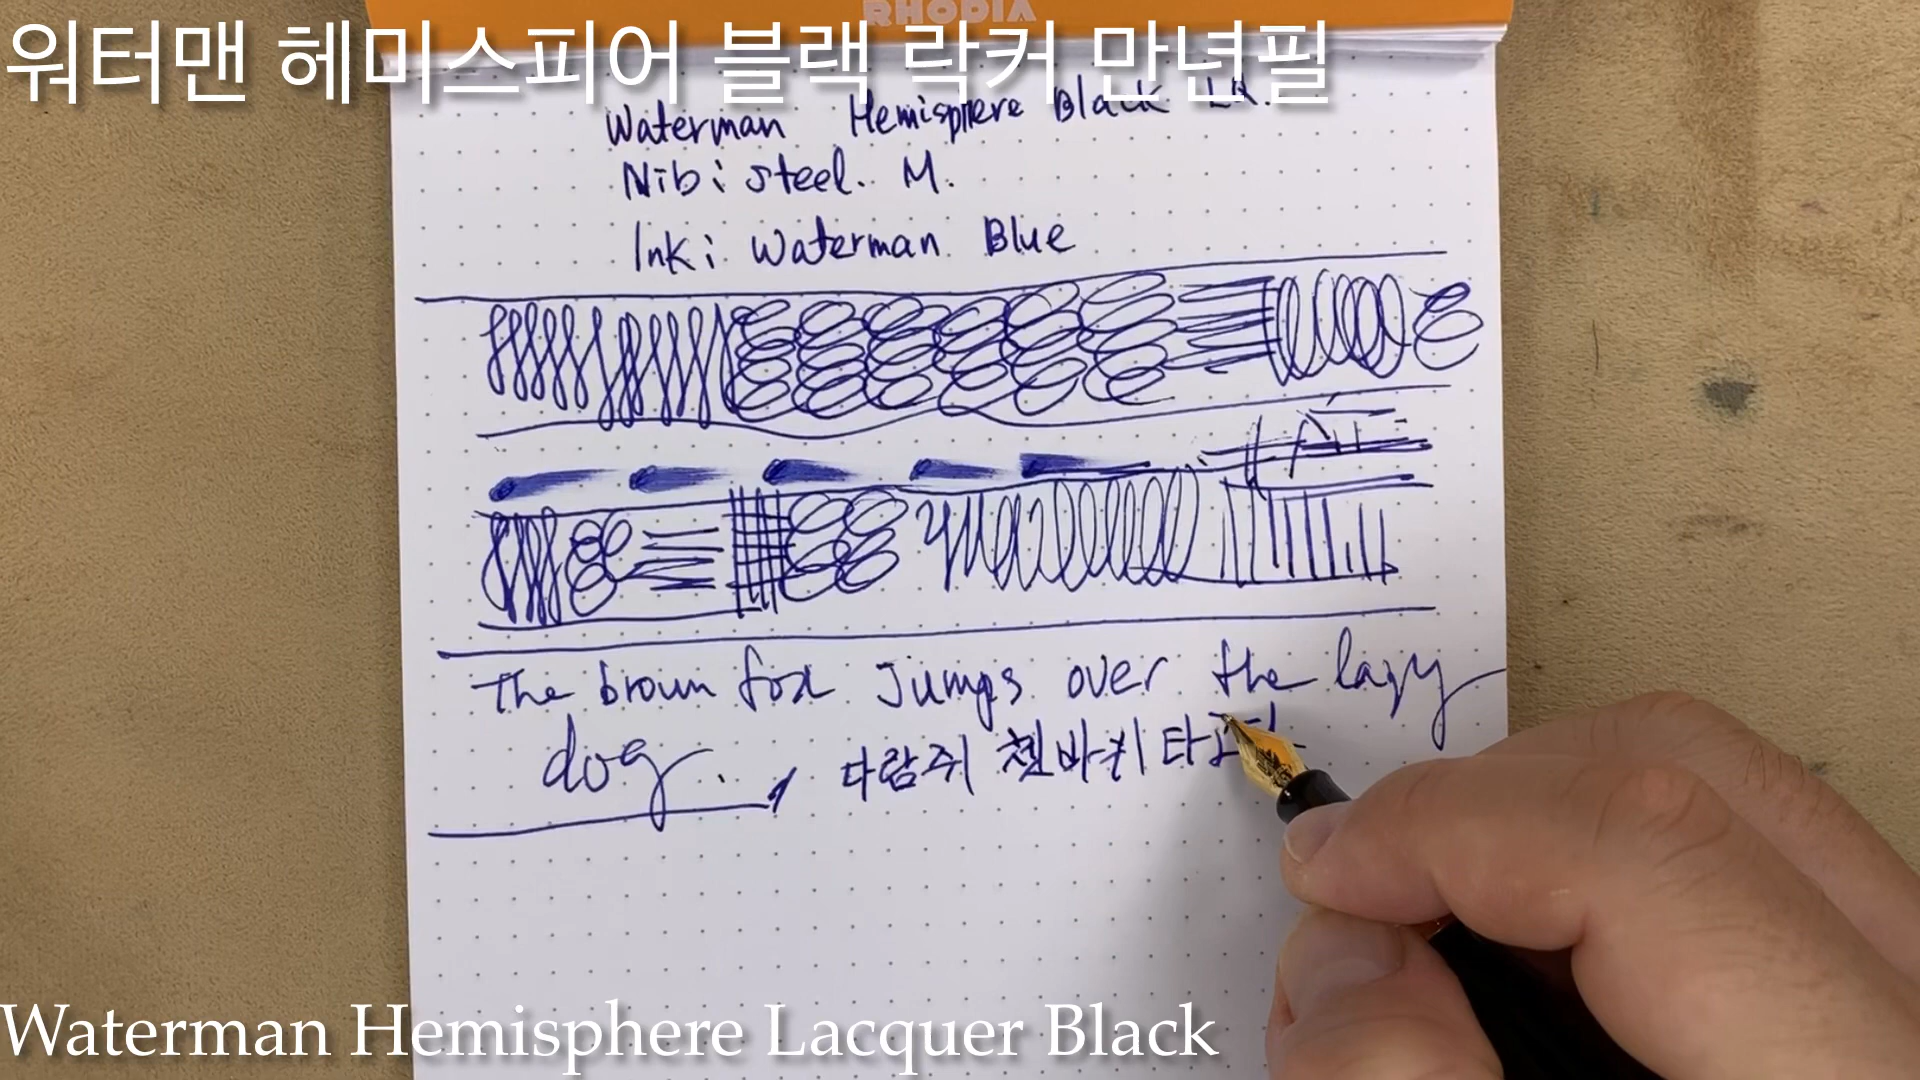 RHODIA
워터맨 헤미스피어 블랙 락커 만년필
Waterman Hemisphere Black LQ.
Nib: steel. M.
Ink: Waterman Blue
The brown fox Jumps over the lazy
dog. , 다람쥐 쳇바퀴 타고
Waterman Hemisphere Lacquer Black